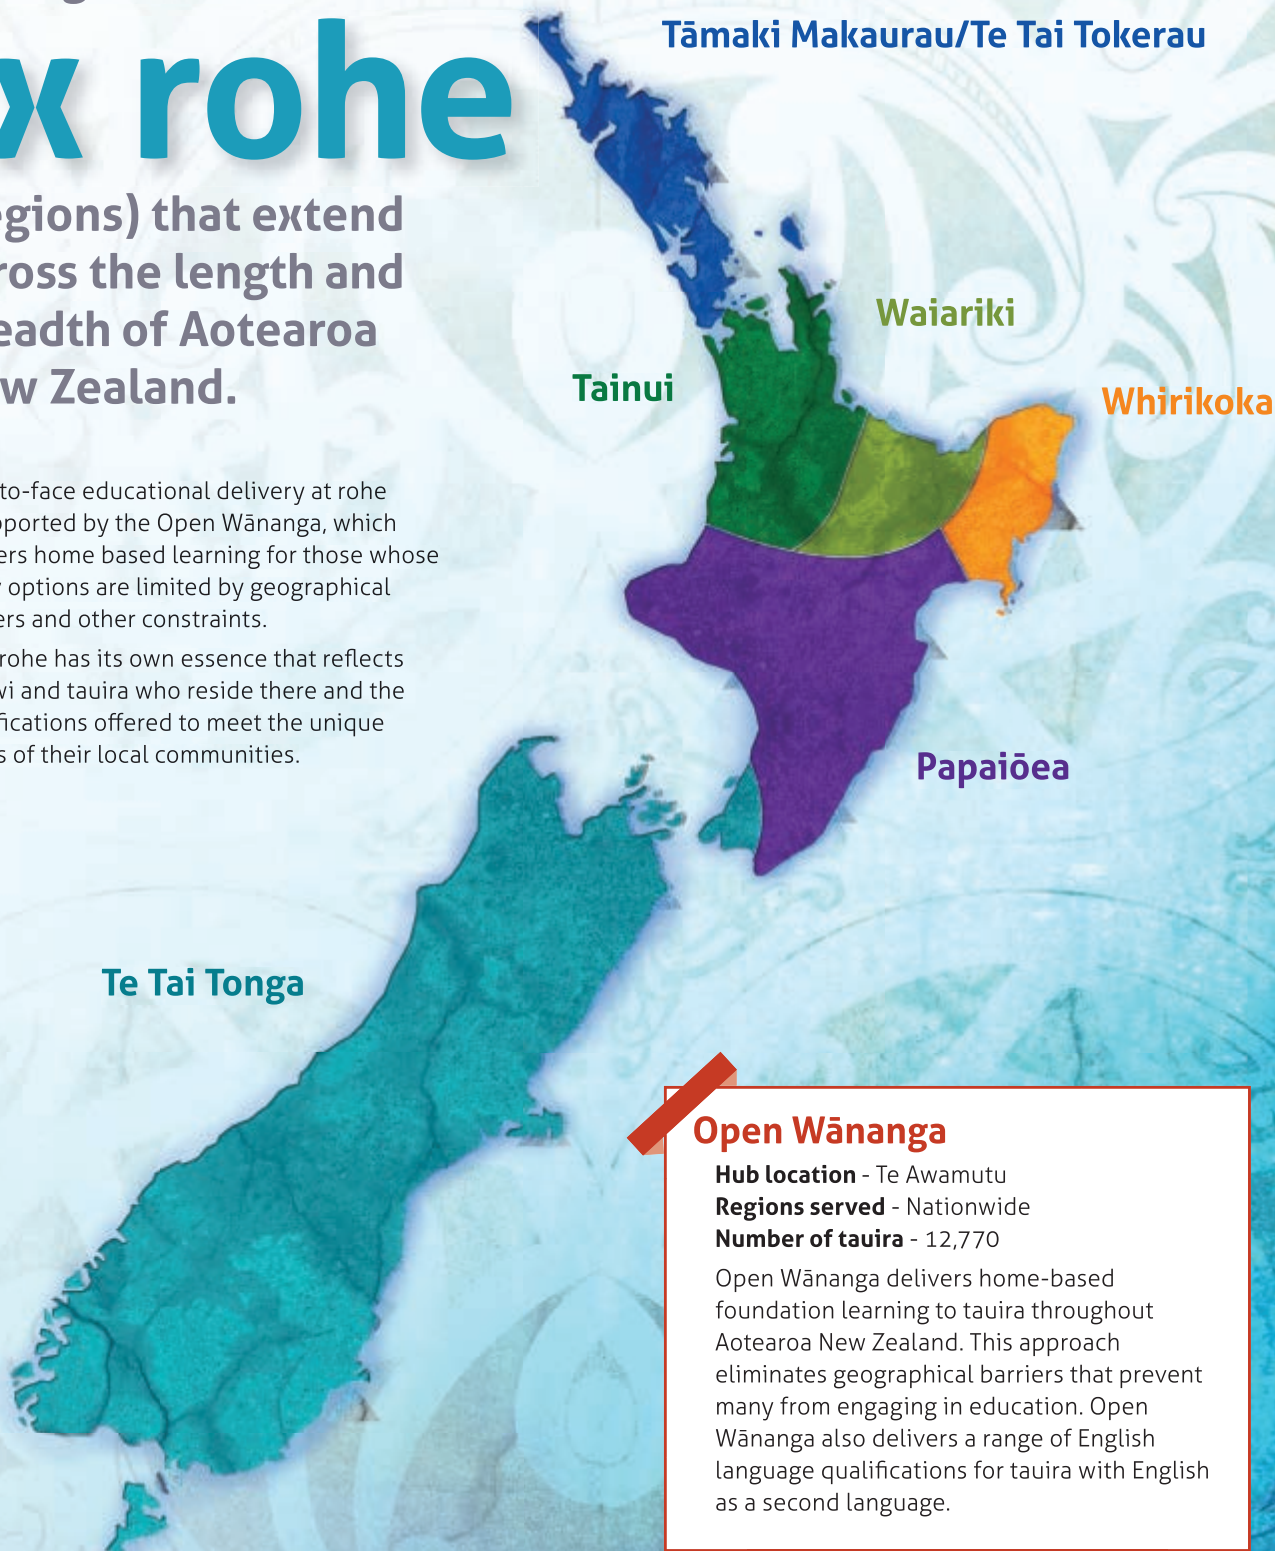 x rohe
egions) that extend
ross the length and
eadth of Aotearoa
w Zealand.
to-face educational delivery at rohe
pported by the Open Wānanga, which
ers home based learning for those whose
y options are limited by geographical
ers and other constraints.
rohe has its own essence that reflects
wi and tauira who reside there and the
fications offered to meet the unique
s of their local communities.
Tāmaki Makaurau/Te Tai Tokerau
Waiariki
Tainui
Whirikoka
Papaiōea
Te Tai Tonga
Open Wānanga
Hub location - Te Awamutu
Regions served - Nationwide
Number of tauira - 12,770
Open Wānanga delivers home-based
foundation learning to tauira throughout
Aotearoa New Zealand. This approach
eliminates geographical barriers that prevent
many from engaging in education. Open
Wānanga also delivers a range of English
language qualifications for tauira with English
as a second language.